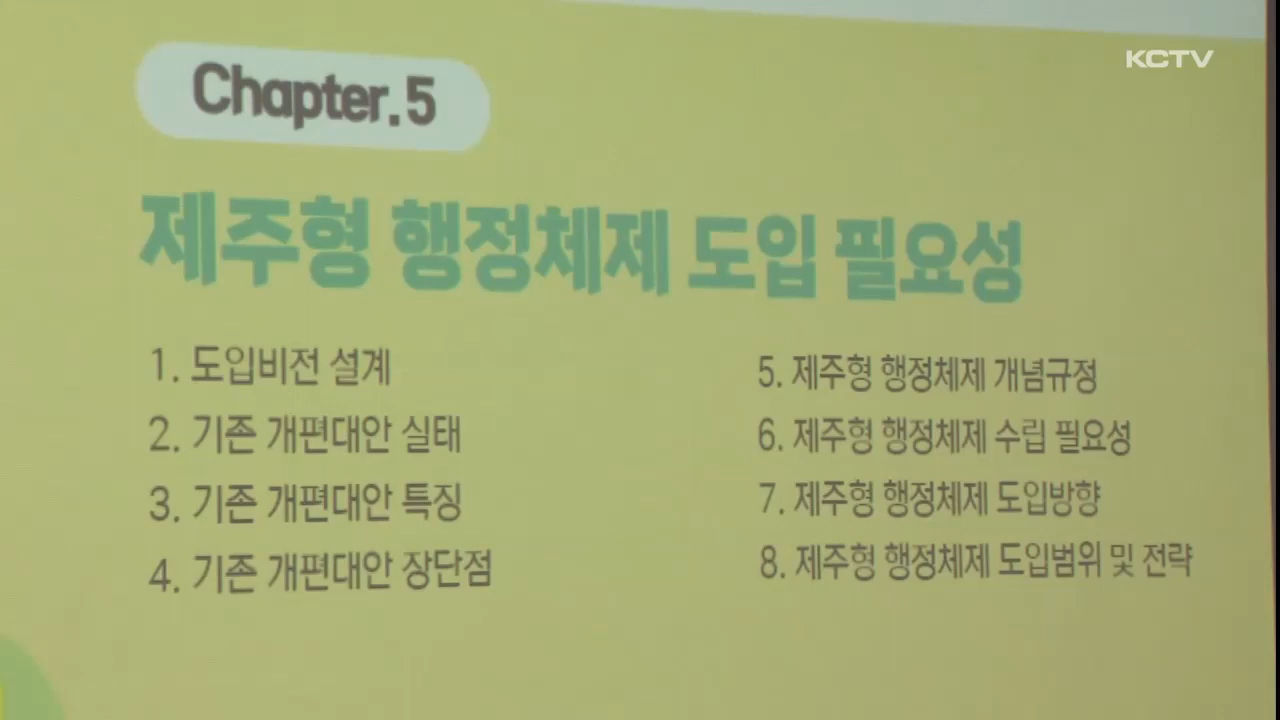 KCTV
Chapter.5
제주형 행정체제 도입 필요성
1. 도입비전 설계
2. 기존 개편대안 실태
3. 기존 개편대안 특징
4. 기존 개편대안 장단점
5. 제주형 행정체제 개념규정
6. 제주형 행정체제 수립 필요성
7. 제주형 행정체제 도입방향
8. 제주형 행정체제 도입범위 및 전략